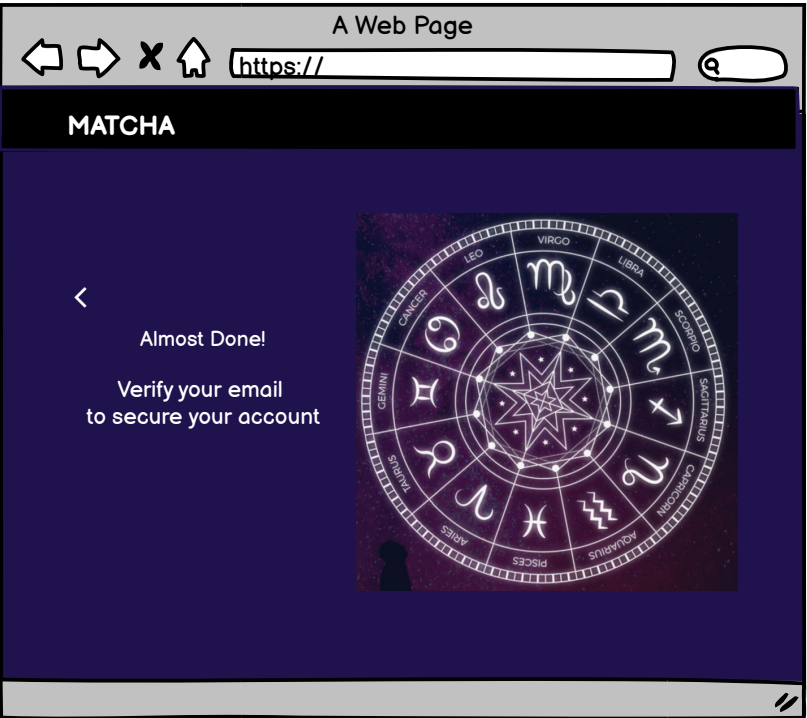 A Web Page
https://
MATCHA
<
Almost Done!
Verify your email
to secure your account
VIRGO
LIBRA
SCORPIO
SAGITTARIUS
CAPRICORN
AQUARIUS
PISCES
ARIES
TAURUS
GEMINI
CANCER
LEO